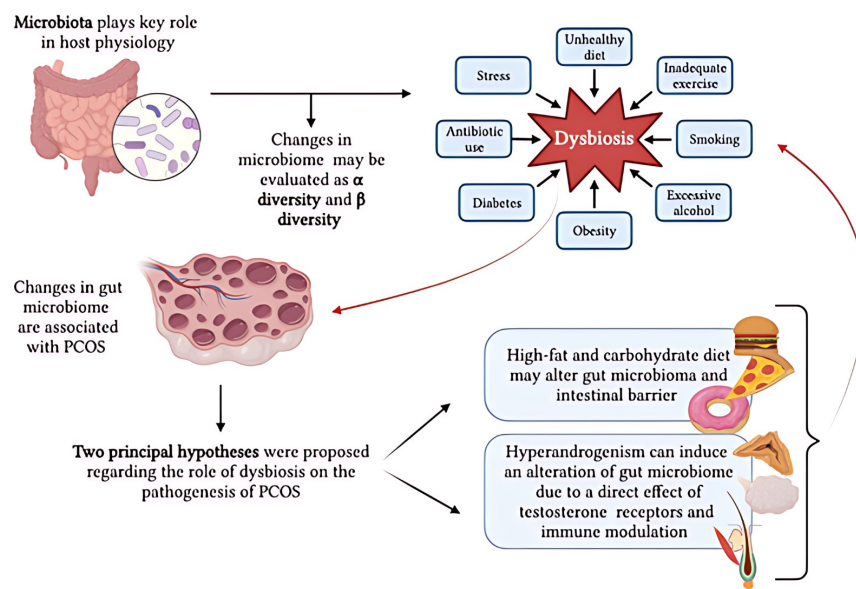 Microbiota plays key role
in host physiology
Changes in
microbiome may be
evaluated as α
diversity and β
diversity
Unhealthy
diet
Stress
Inadequate
exercise
Antibiotic
use
Dysbiosis
Smoking
Diabetes
Excessive
alcohol
Obesity
Changes in gut
microbiome
are associated
with PCOS
Two principal hypotheses were proposed
regarding the role of dysbiosis on the
pathogenesis of PCOS
High-fat and carbohydrate diet
may alter gut microbioma and
intestinal barrier
Hyperandrogenism can induce
an alteration of gut microbiome
due to a direct effect of
testosterone receptors and
immune modulation